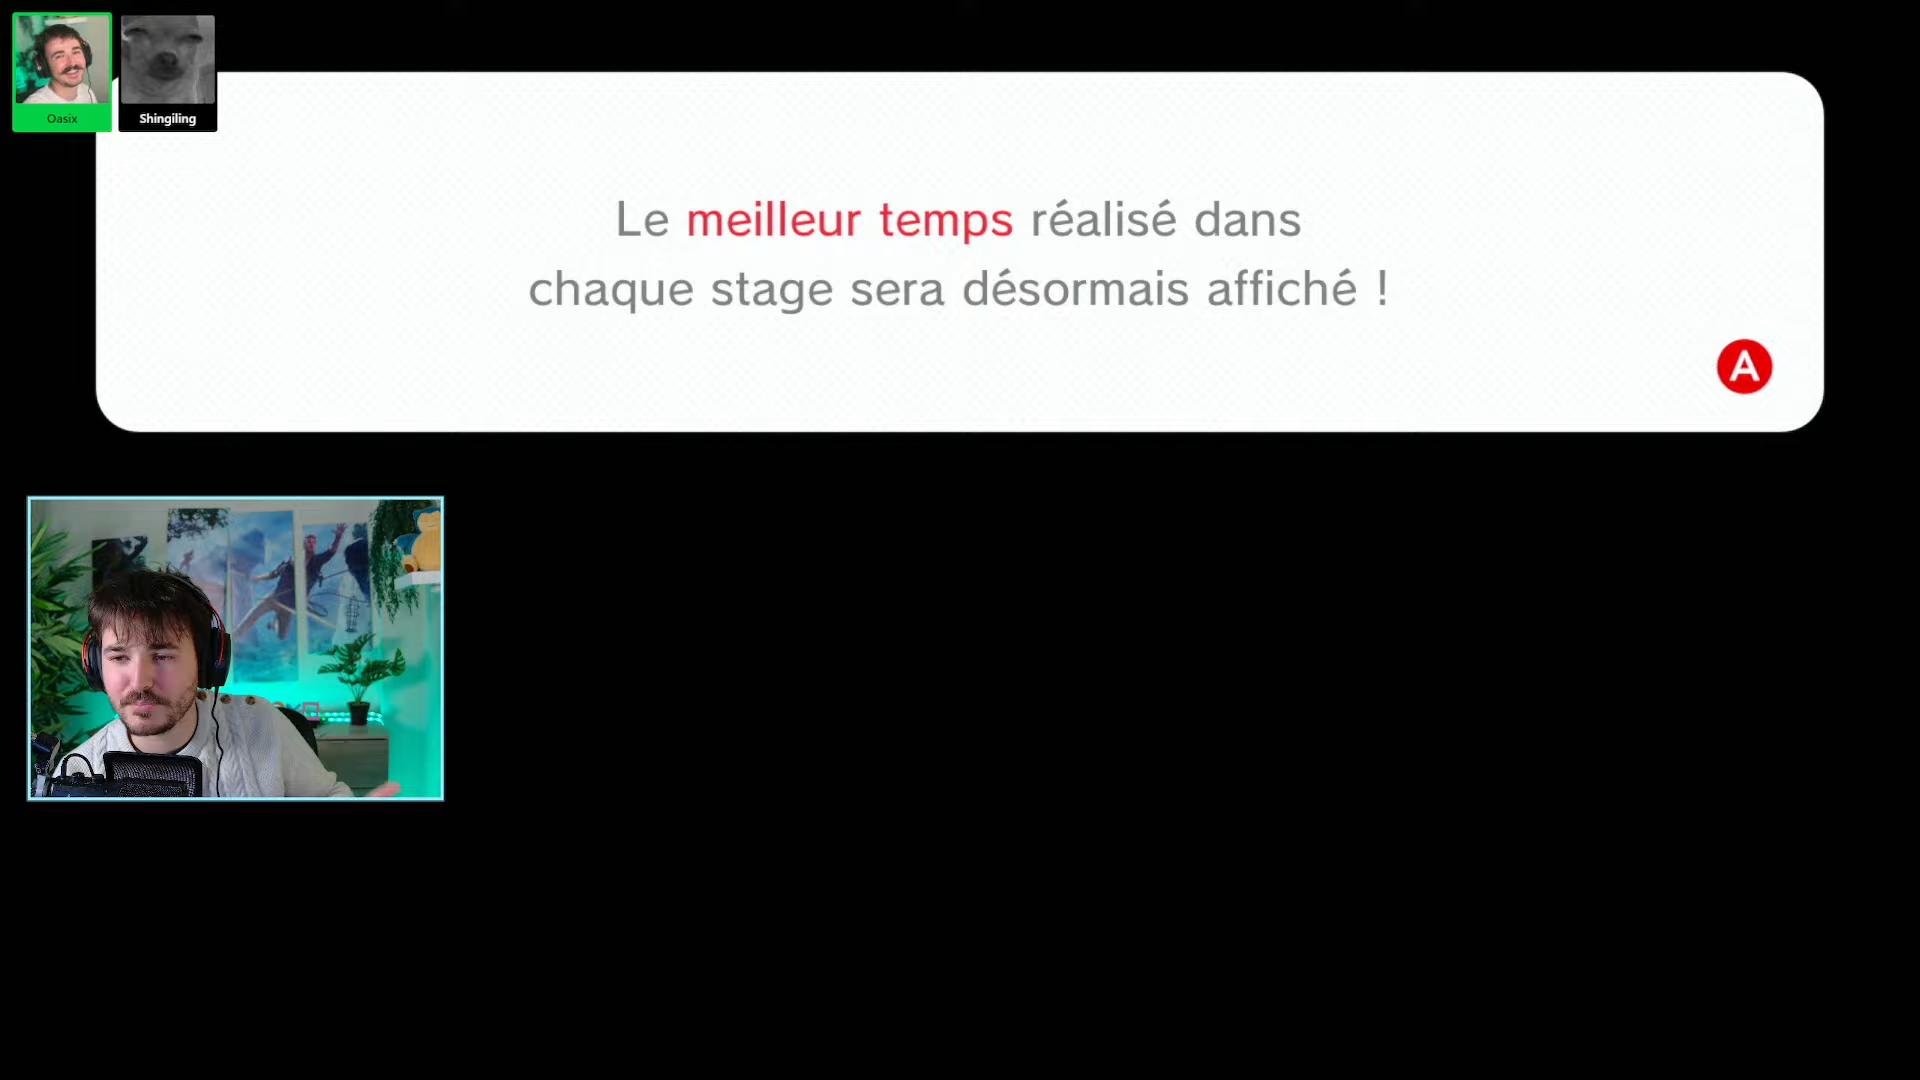 Oasix
Shingiling
Le meilleur temps réalisé dans
chaque stage sera désormais affiché !
A